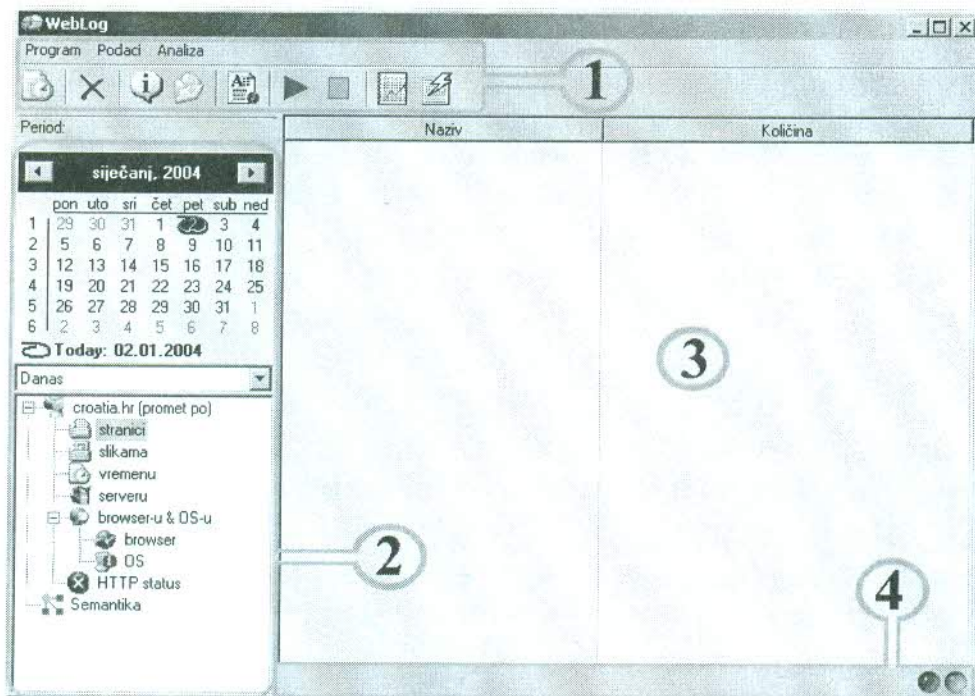 WebLog
Program Podaci Analiza
1
Period:
Naziv Količina
siječanj, 2004
pon uto sri čet pet sub ned
1 29 30 31 1 2 3 4
2 5 6 7 8 9 10 11
3 12 13 14 15 16 17 18
4 19 20 21 22 23 24 25
5 26 27 28 29 30 31 1
6 2 3 4 5 6 7 8
Today: 02.01.2004
3
Danas
croatia.hr (promet po)
stranici
slikama
vremenu
serveru
browser-u & OS-u
browser
2
OS
HTTP status
4
Semantika